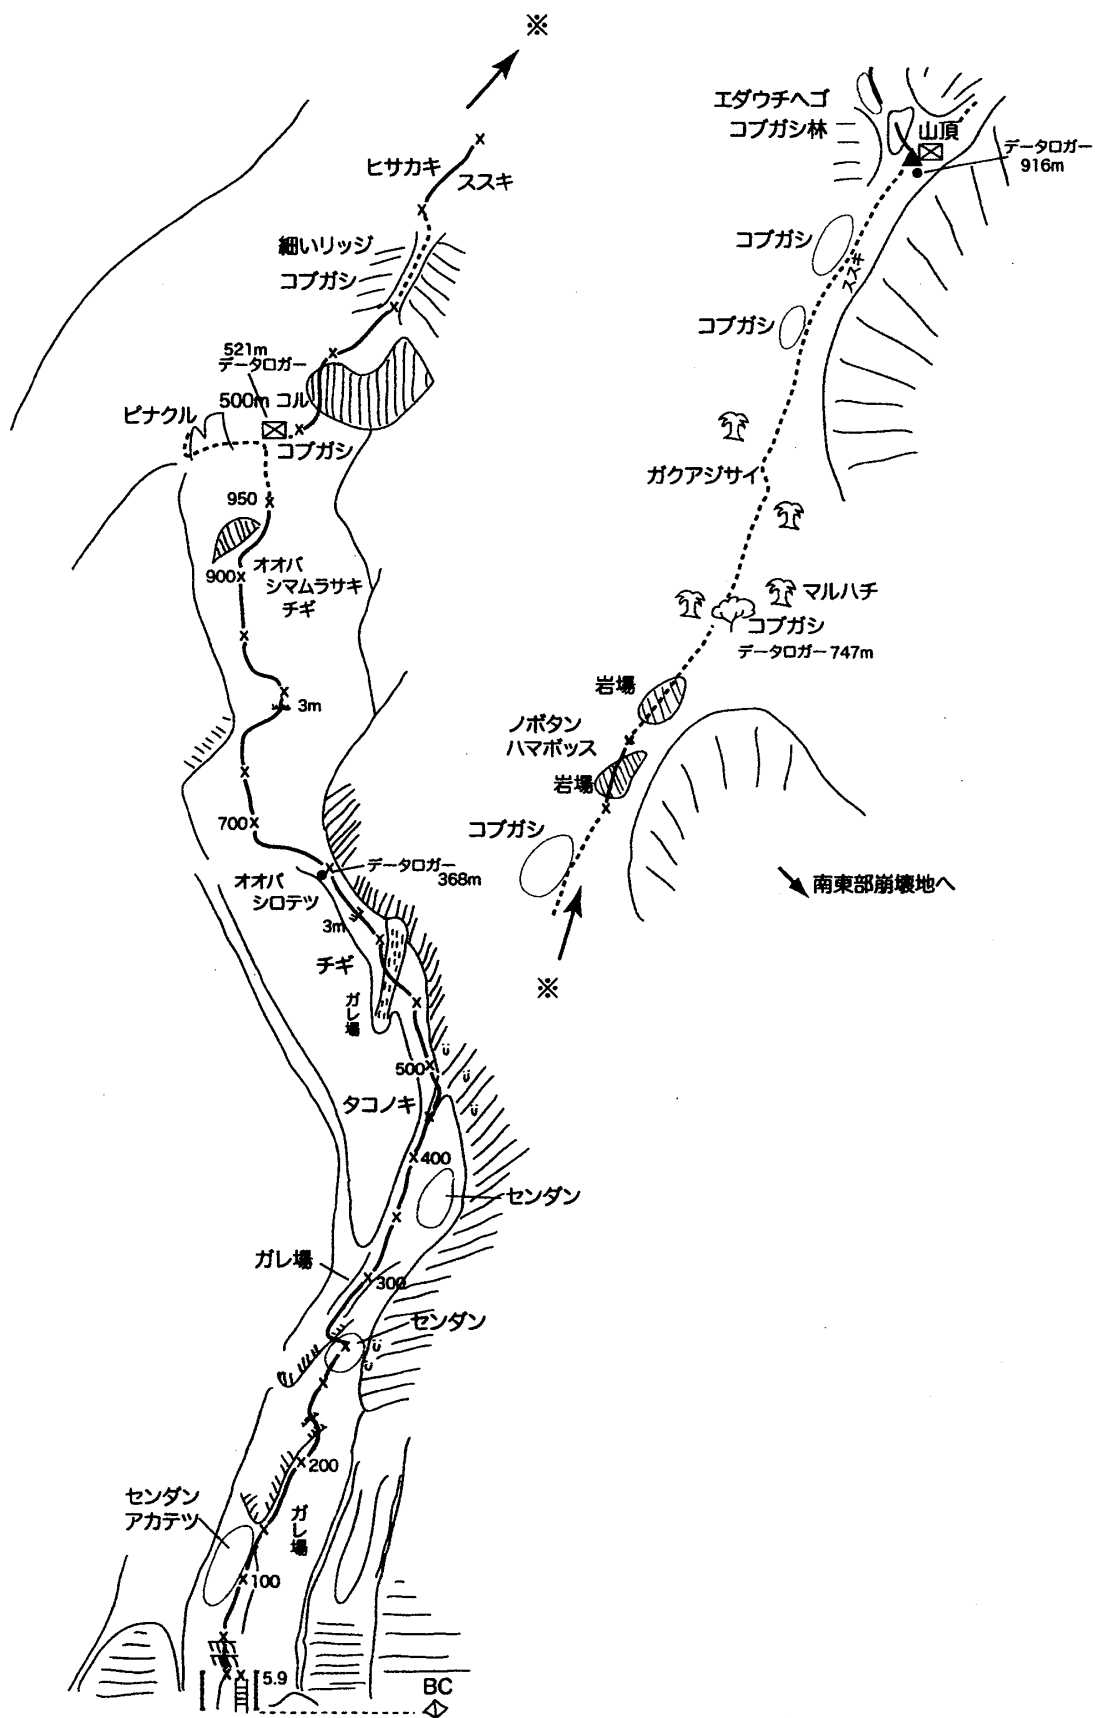 ※
ヒサカキ
ススキ
細いリッジ
コブガシ
521m
データロガー
500m コル
ピナクル
コブガシ
950
900
オオバ
シマムラサキ
チギ
3m
700
データロガー
368m
オオバ
シロテツ
3m
チギ
ガレ場
500
タコノキ
400
センダン
ガレ場
300
センダン
200
センダン
アカテツ
ガレ場
100
5.9
BC
エダウチヘゴ
コブガシ林
山頂
データロガー
916m
コブガシ
ススキ
コブガシ
ガクアジサイ
マルハチ
コブガシ
データロガー 747m
岩場
ノボタン
ハマボッス
岩場
コブガシ
南東部崩壊地へ
※